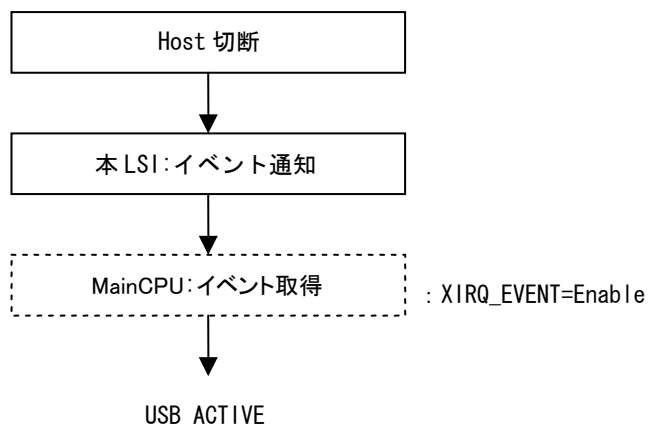 Host 切断
本 LSI：イベント通知
MainCPU：イベント取得
：XIRQ_EVENT=Enable
USB ACTIVE